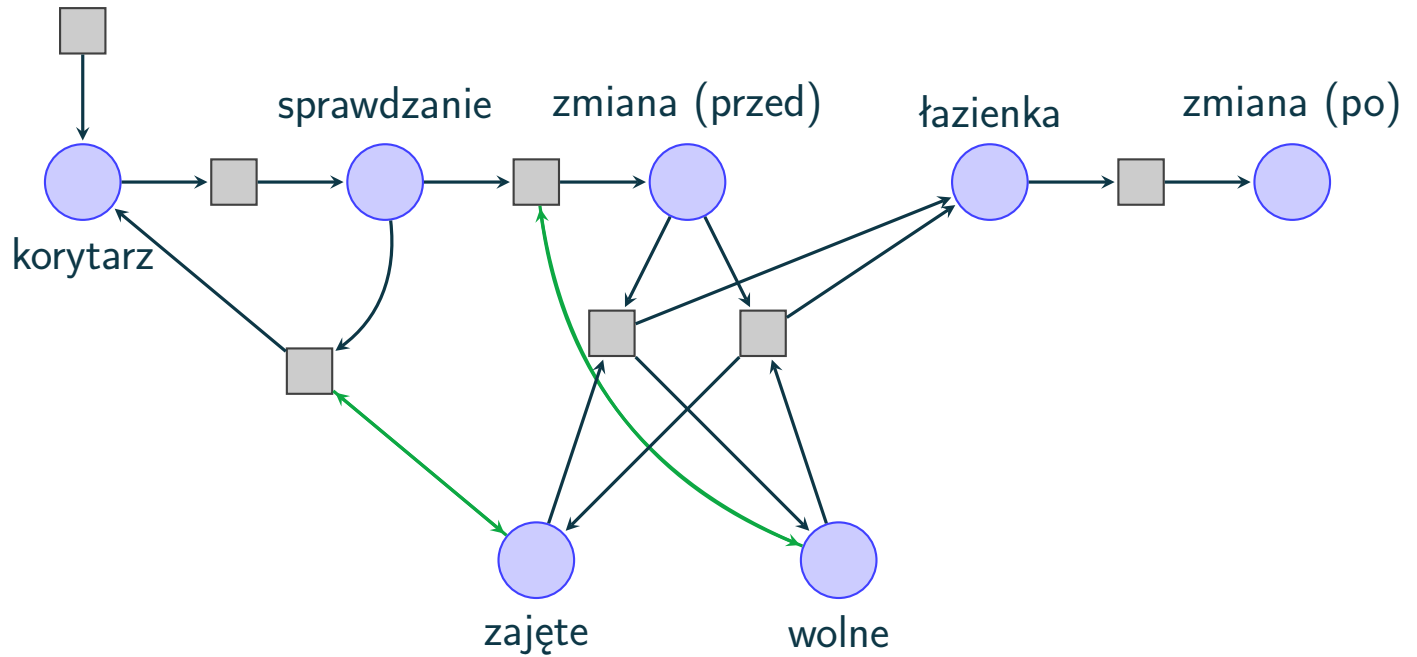 sprawdzanie
zmiana (przed)
łazienka
zmiana (po)
korytarz
zajęte
wolne